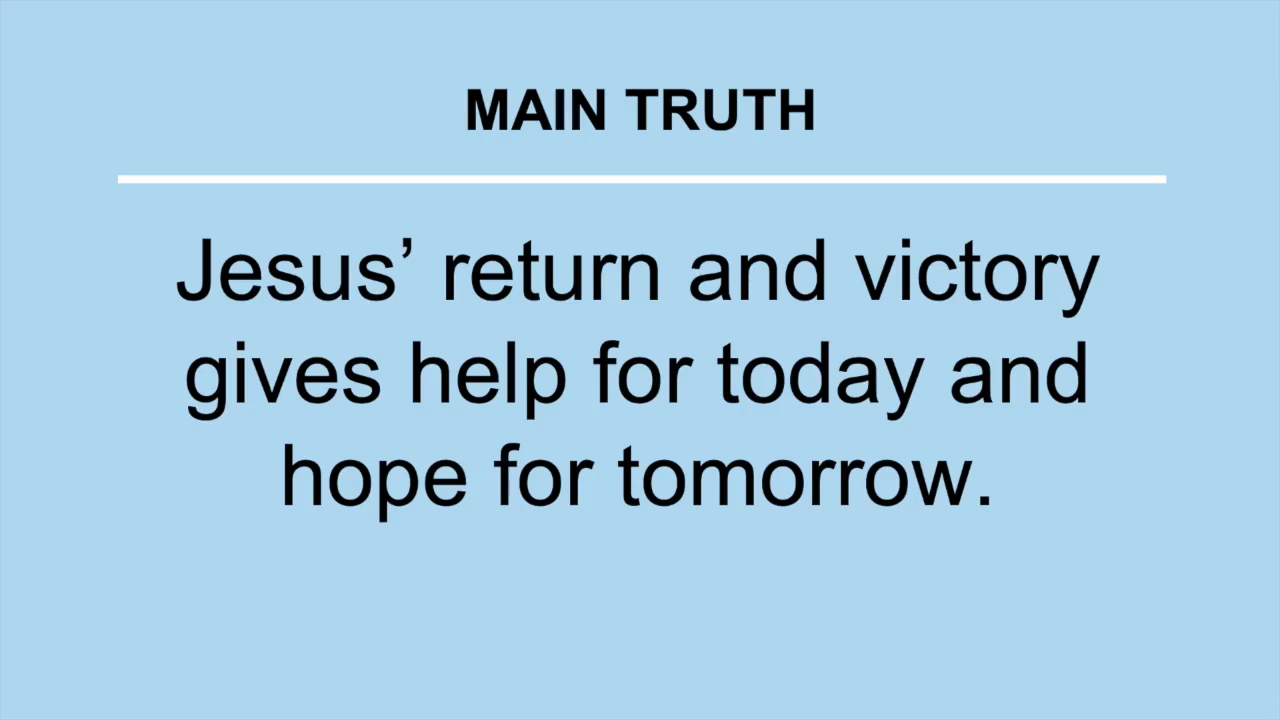 MAIN TRUTH
Jesus’ return and victory
gives help for today and
hope for tomorrow.